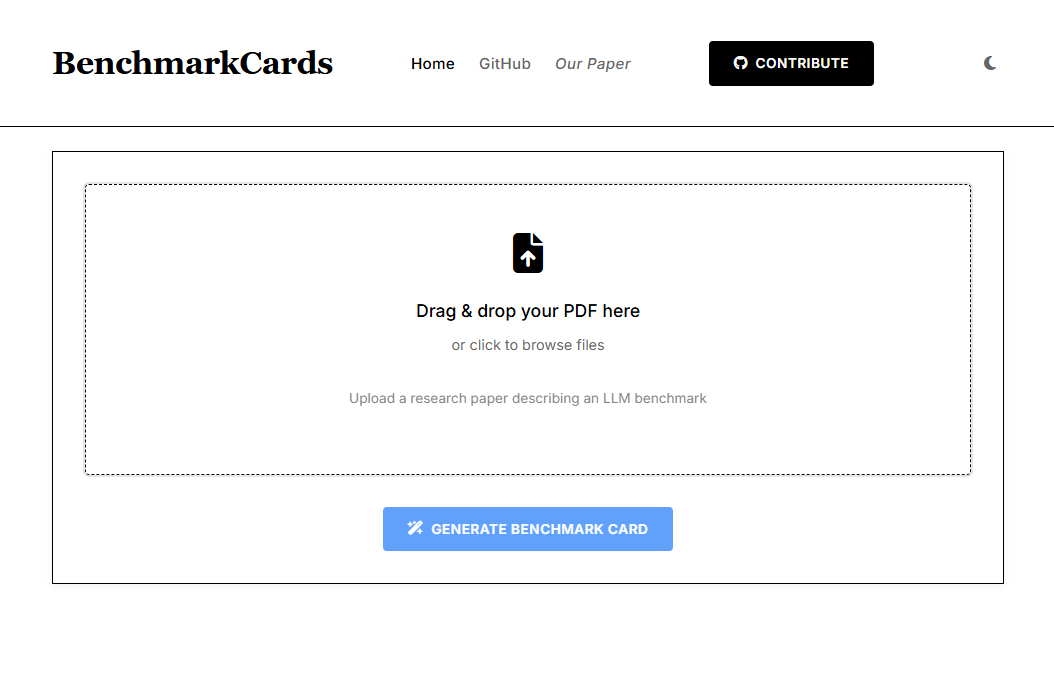 BenchmarkCards
Home GitHub Our Paper
CONTRIBUTE
Drag & drop your PDF here
or click to browse files
Upload a research paper describing an LLM benchmark
GENERATE BENCHMARK CARD